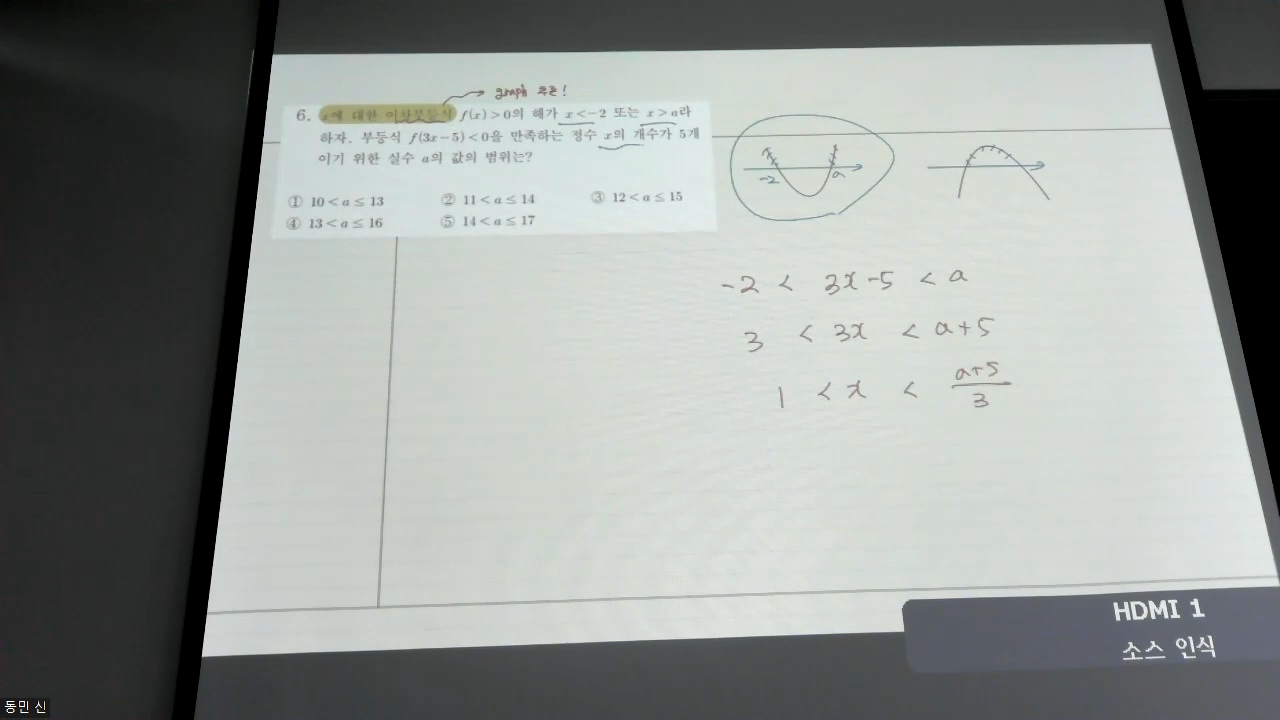 graph 추론!
6. x에 대한 이차부등식 f(x)>0의 해가 x<-2 또는 x>a라
하자. 부등식 f(3x-5)<0을 만족하는 정수 x의 개수가 5개
이기 위한 실수 a의 값의 범위는?
① 10<a≤13 ② 11<a≤14 ③ 12<a≤15
④ 13<a≤16 ⑤ 14<a≤17
-2 a
-2 < 3x-5 < a
3 < 3x < a+5
1 < x < (a+5)/3
HDMI 1
소스 인식
동민 신